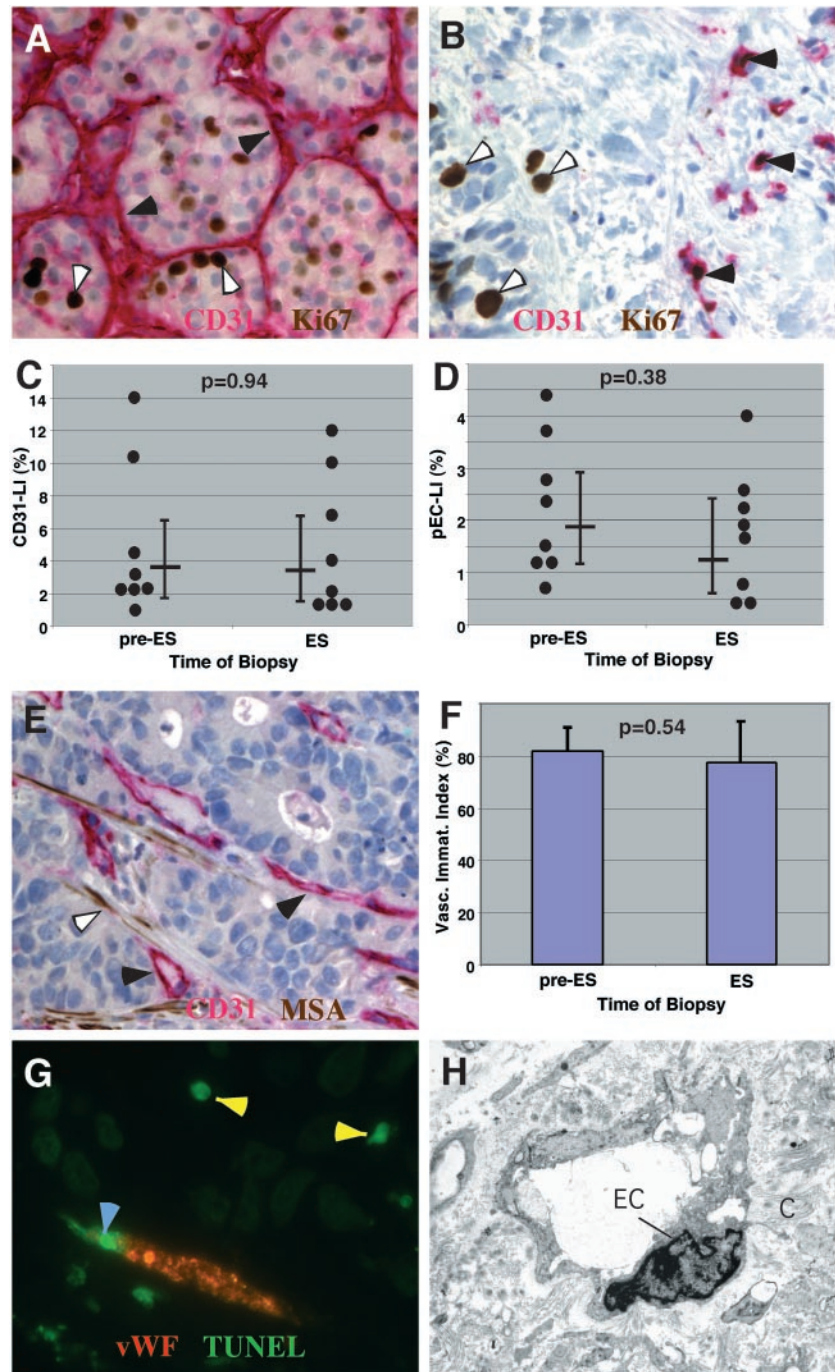 A
CD31 Ki67
B
CD31 Ki67
C
p=0.94
CD31-LI (%)
14
12
10
8
6
4
2
0
pre-ES ES
Time of Biopsy
D
p=0.38
pEC-LI (%)
4
3
2
1
0
pre-ES ES
Time of Biopsy
E
CD31 MSA
F
p=0.54
Vasc. Immat. Index (%)
80
60
40
20
0
pre-ES ES
Time of Biopsy
G
vWF TUNEL
H
EC
C